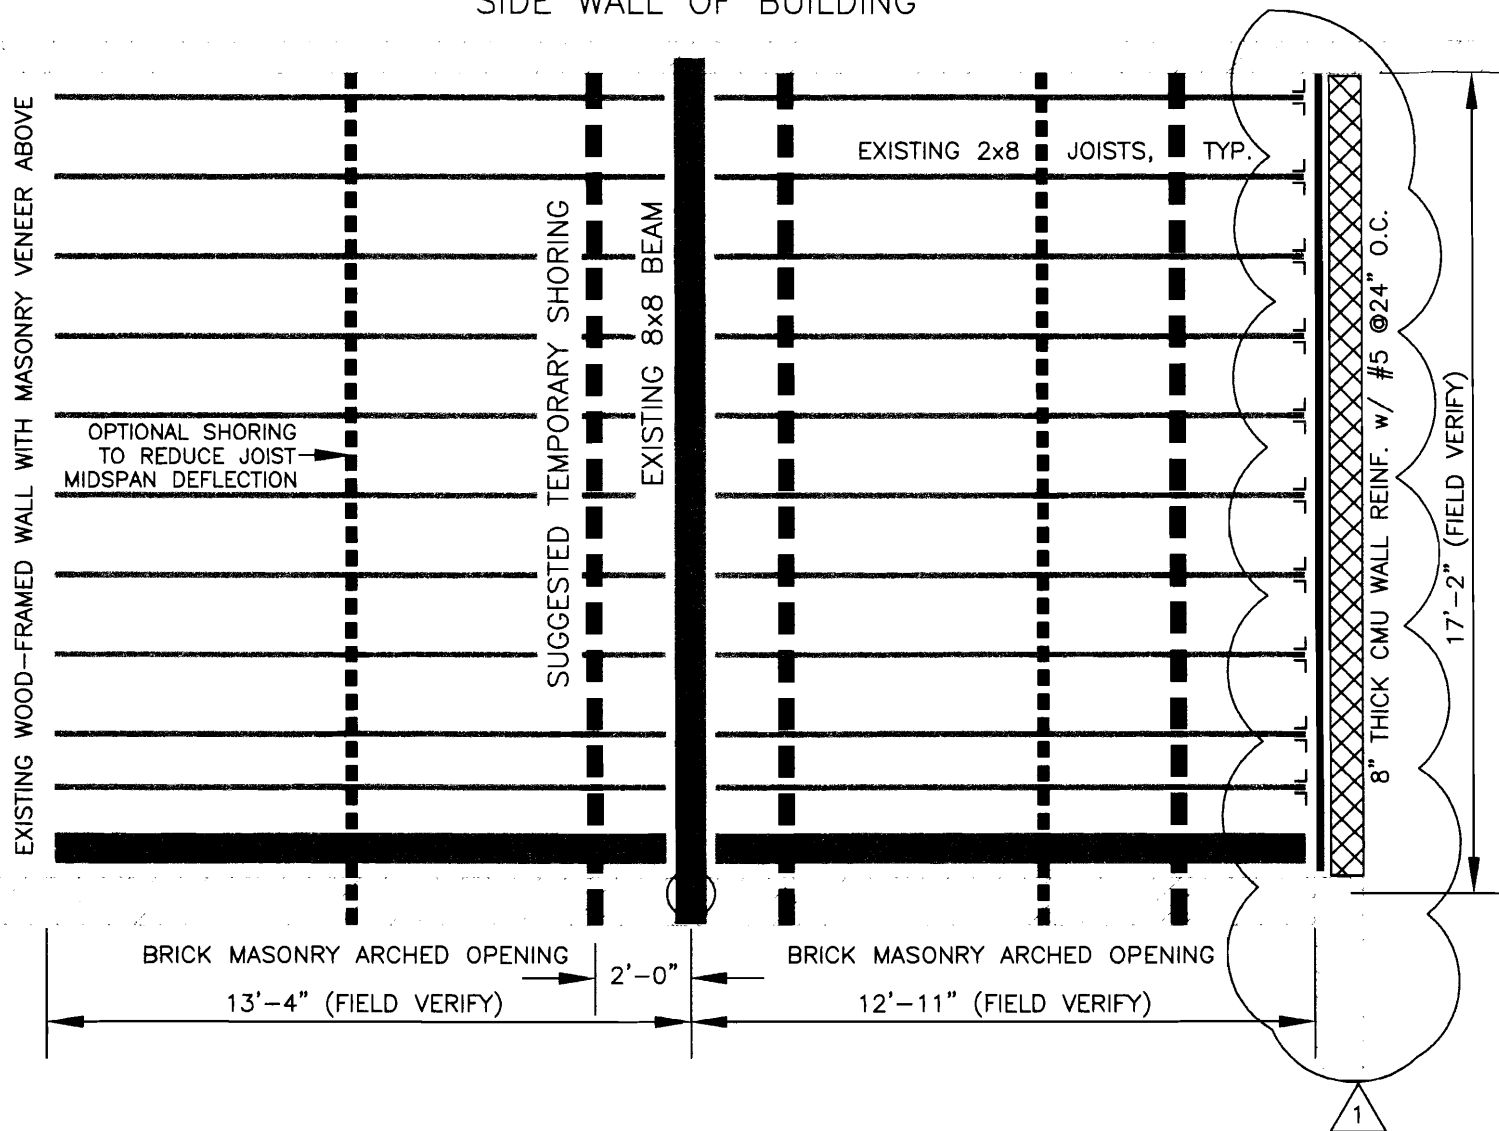 SIDE WALL OF BUILDING
EXISTING WOOD-FRAMED WALL WITH MASONRY VENEER ABOVE
EXISTING 2x8 JOISTS, TYP.
OPTIONAL SHORING
TO REDUCE JOIST
MIDSPAN DEFLECTION
SUGGESTED TEMPORARY SHORING
EXISTING 8x8 BEAM
8" THICK CMU WALL REINF. w/ #5 @24" O.C.
17'-2" (FIELD VERIFY)
BRICK MASONRY ARCHED OPENING
2'-0"
BRICK MASONRY ARCHED OPENING
13'-4" (FIELD VERIFY)
12'-11" (FIELD VERIFY)
1